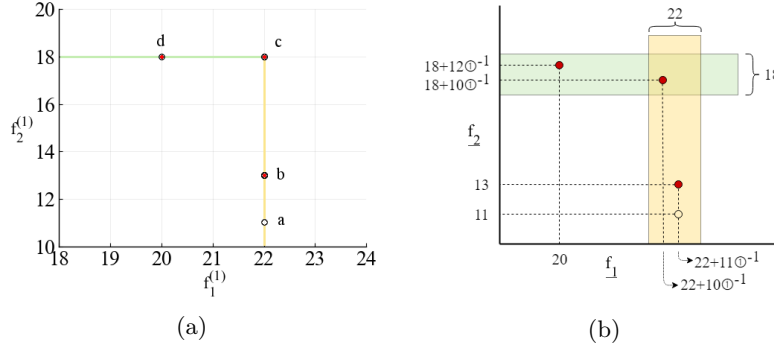 d
c
b
a
20
18
16
14
13
12
10
18
19
20
21
22
23
24
f₂⁽¹⁾
f₁⁽¹⁾
(a)
22
18+12①⁻¹
18+10①⁻¹
18
f₂
13
11
20
f₁
22+11①⁻¹
22+10①⁻¹
(b)